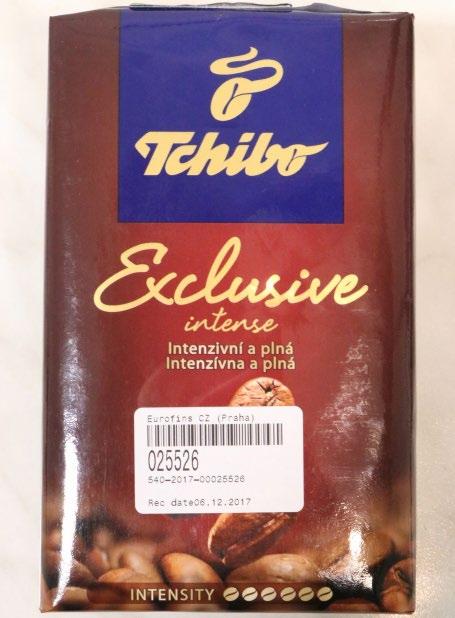 Tchibo
Exclusive
intense
Intenzivní a plná
Intenzívna a plná
Eurofins CZ (Praha)
025526
540-2017-00025526
Rec date06.12.2017
INTENSITY